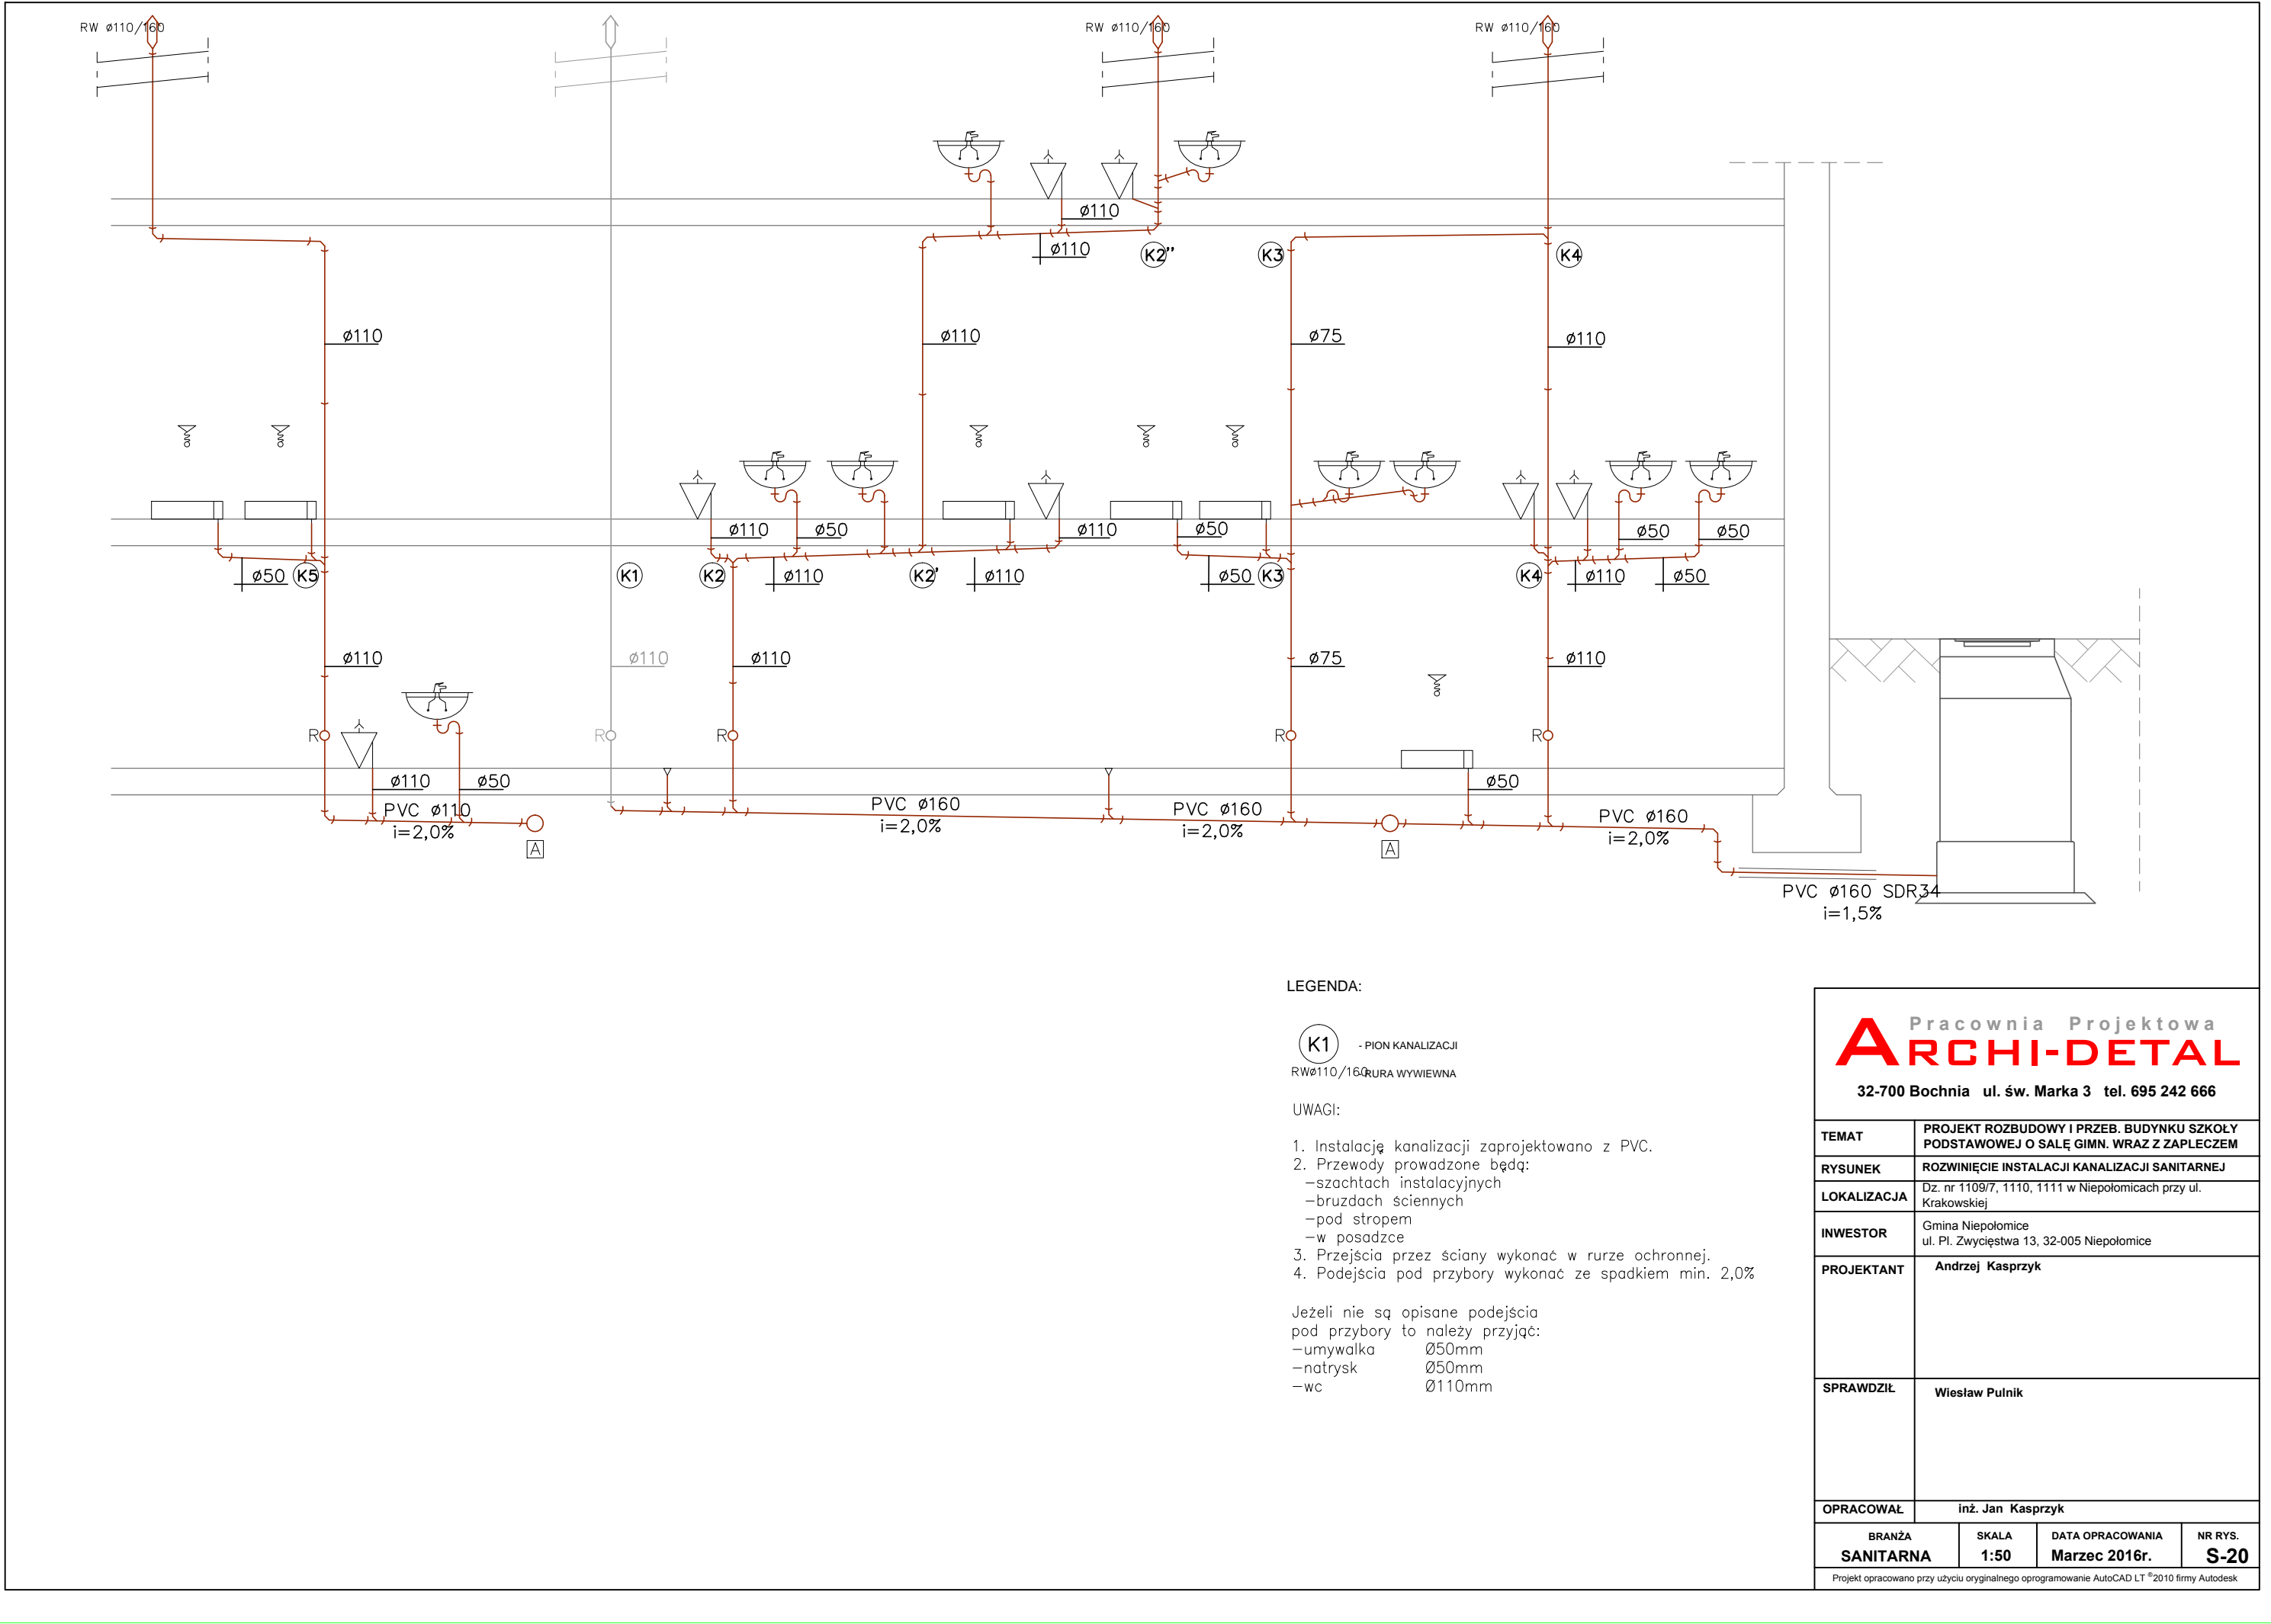 RW ø110/160
RW ø110/160
RW ø110/160
ø110
ø110
K2''
K3
K4
ø110
ø110
ø75
ø110
ø110
ø50
ø110
ø50
ø50
ø50
ø50
K5
K1
K2
ø110
K2'
ø110
ø50
K3
K4
ø110
ø50
ø110
ø110
ø110
ø75
ø110
R
R
R
R
R
ø110
ø50
ø50
PVC ø110
i=2,0%
PVC ø160
i=2,0%
PVC ø160
i=2,0%
PVC ø160
i=2,0%
A
A
PVC ø160 SDR34
i=1,5%
LEGENDA:
K1 - PION KANALIZACJI
RWø110/160 - RURA WYWIEWNA
UWAGI:
1. Instalację kanalizacji zaprojektowano z PVC.
2. Przewody prowadzone będą:
-szachtach instalacyjnych
-bruzdach ściennych
-pod stropem
-w posadzce
3. Przejścia przez ściany wykonać w rurze ochronnej.
4. Podejścia pod przybory wykonać ze spadkiem min. 2,0%
Jeżeli nie są opisane podejścia
pod przybory to należy przyjąć:
-umywalka Ø50mm
-natrysk Ø50mm
-wc Ø110mm
Pracownia Projektowa
ARCHI-DETAL
32-700 Bochnia ul. św. Marka 3 tel. 695 242 666
TEMAT PROJEKT ROZBUDOWY I PRZEB. BUDYNKU SZKOŁY
PODSTAWOWEJ O SALĘ GIMN. WRAZ Z ZAPLECZEM
RYSUNEK ROZWINIĘCIE INSTALACJI KANALIZACJI SANITARNEJ
LOKALIZACJA Dz. nr 1109/7, 1110, 1111 w Niepołomicach przy ul.
Krakowskiej
INWESTOR Gmina Niepołomice
ul. Pl. Zwycięstwa 13, 32-005 Niepołomice
PROJEKTANT Andrzej Kasprzyk
SPRAWDZIŁ Wiesław Pulnik
OPRACOWAŁ inż. Jan Kasprzyk
BRANŻA SKALA DATA OPRACOWANIA NR RYS.
SANITARNA 1:50 Marzec 2016r. S-20
Projekt opracowano przy użyciu oryginalnego oprogramowanie AutoCAD LT ®2010 firmy Autodesk